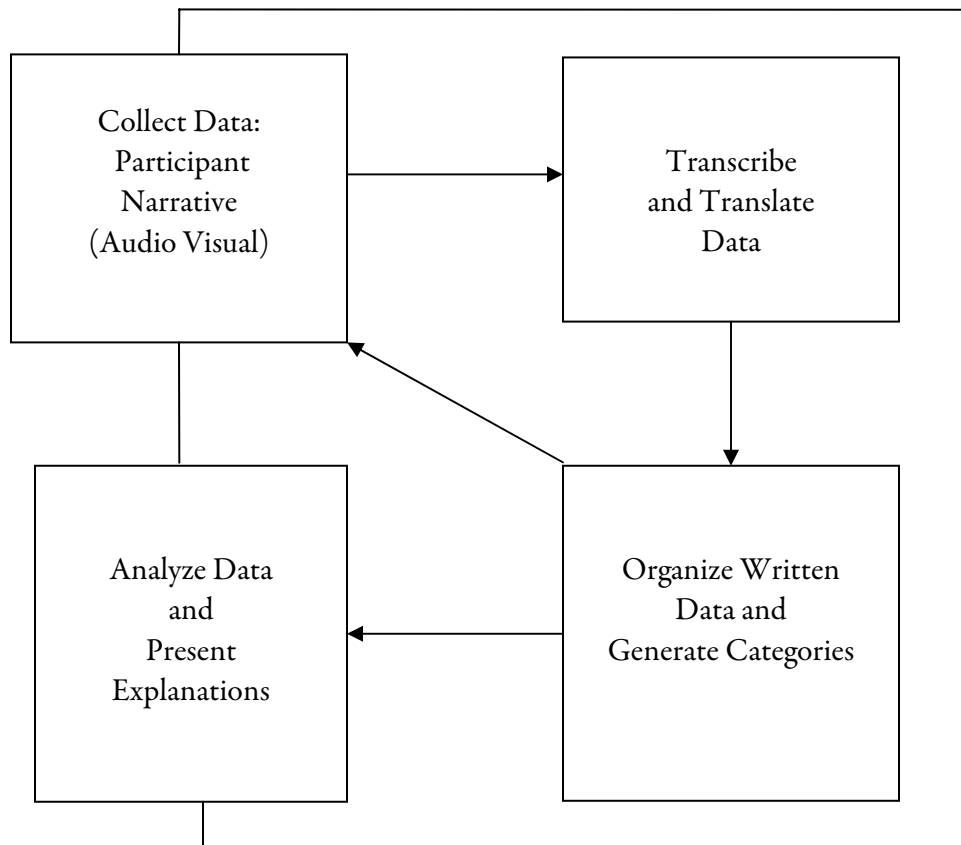 Collect Data:
Participant
Narrative
(Audio Visual)
Transcribe
and Translate
Data
Analyze Data
and
Present
Explanations
Organize Written
Data and
Generate Categories